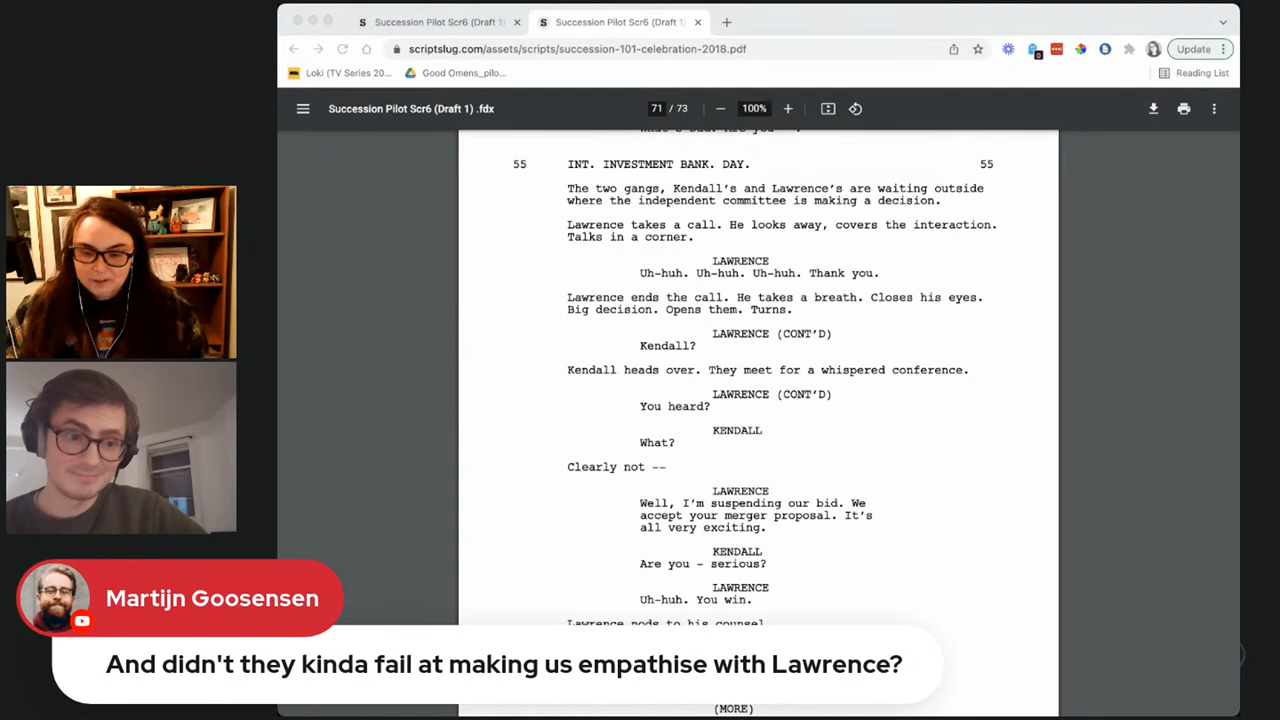 Succession Pilot Scr6 (Draft 1)
Succession Pilot Scr6 (Draft 1)
scriptslug.com/assets/scripts/succession-101-celebration-2018.pdf
Update
Loki (TV Series 20...
Good Omens_pilo...
Reading List
Succession Pilot Scr6 (Draft 1) .fdx
71 / 73
100%
55 INT. INVESTMENT BANK. DAY. 55
The two gangs, Kendall's and Lawrence's are waiting outside
where the independent committee is making a decision.
Lawrence takes a call. He looks away, covers the interaction.
Talks in a corner.
LAWRENCE
Uh-huh. Uh-huh. Uh-huh. Thank you.
Lawrence ends the call. He takes a breath. Closes his eyes.
Big decision. Opens them. Turns.
LAWRENCE (CONT'D)
Kendall?
Kendall heads over. They meet for a whispered conference.
LAWRENCE (CONT'D)
You heard?
KENDALL
What?
Clearly not --
LAWRENCE
Well, I'm suspending our bid. We
accept your merger proposal. It's
all very exciting.
KENDALL
Are you - serious?
LAWRENCE
Uh-huh. You win.
Lawrence nods to his counsel
Martijn Goosensen
And didn't they kinda fail at making us empathise with Lawrence?
(MORE)